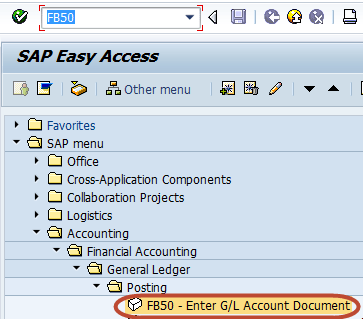 FB50
SAP Easy Access
Other menu
Favorites
SAP menu
Office
Cross-Application Components
Collaboration Projects
Logistics
Accounting
Financial Accounting
General Ledger
Posting
FB50 - Enter G/L Account Document